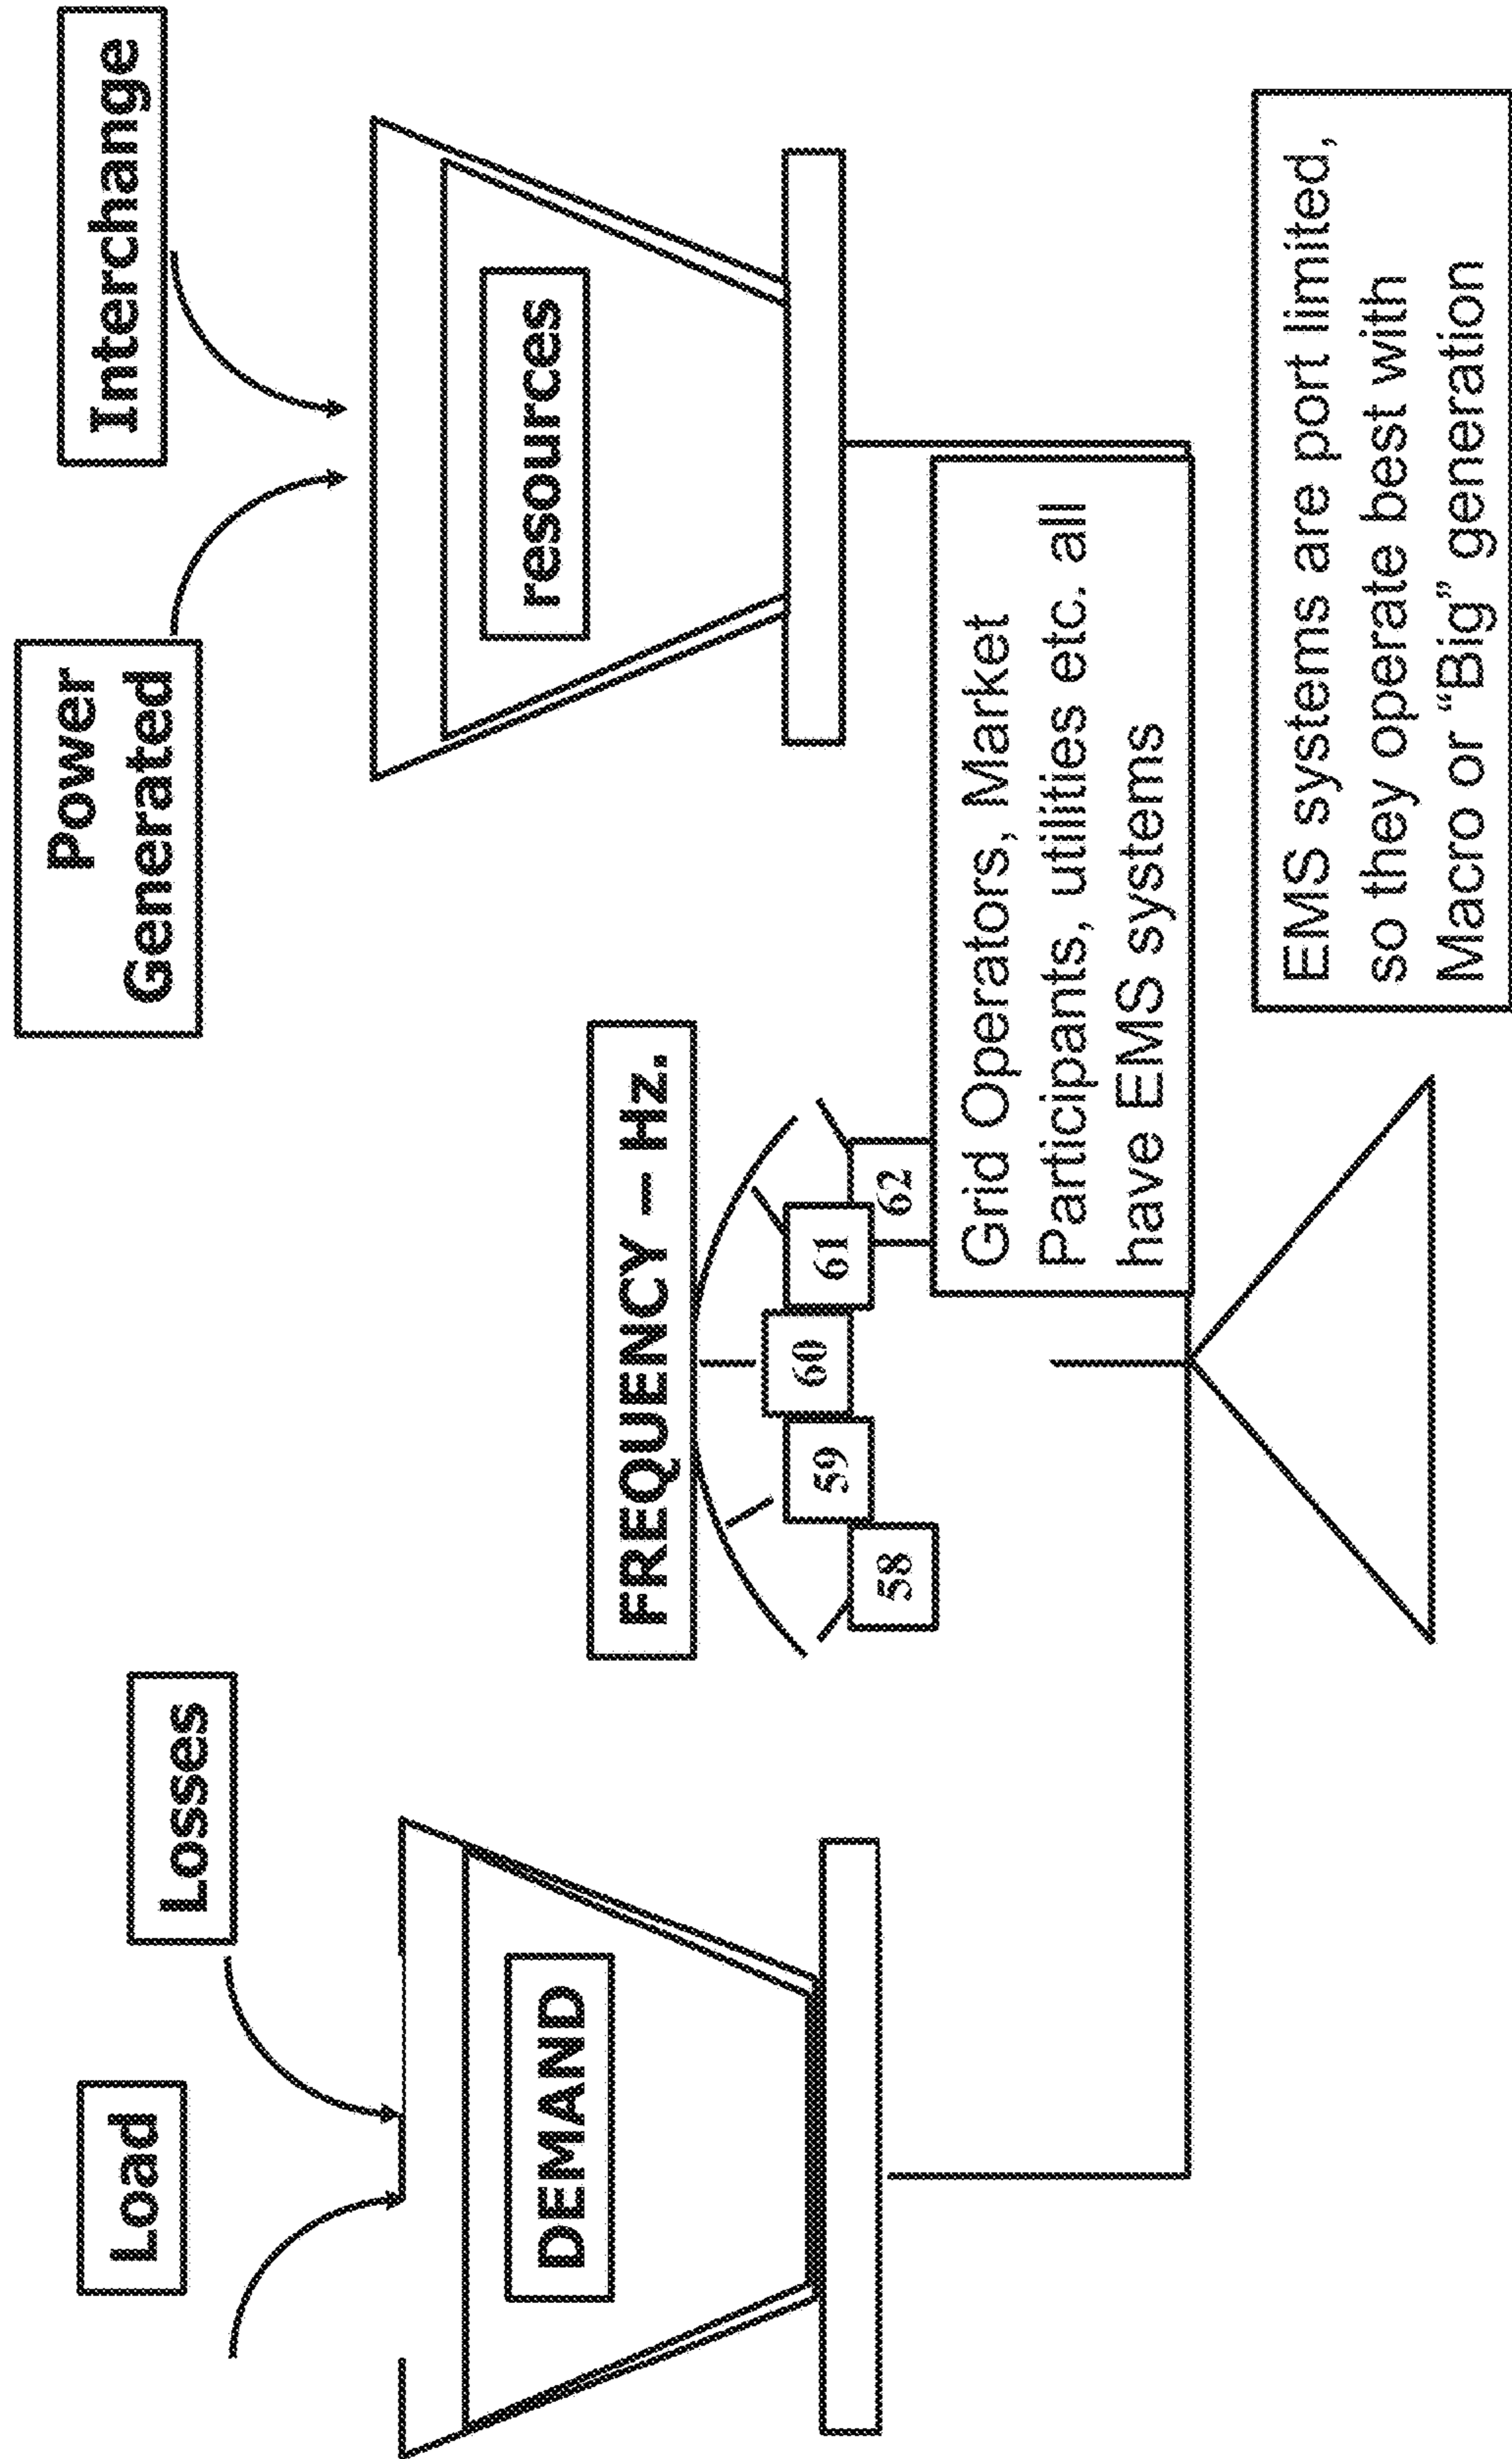 Load
Losses
Power
Generated
Interchange
DEMAND
FREQUENCY – Hz.
resources
58
59
60
61
62
Grid Operators, Market
Participants, utilities etc. all
have EMS systems
EMS systems are port limited,
so they operate best with
Macro or “Big” generation